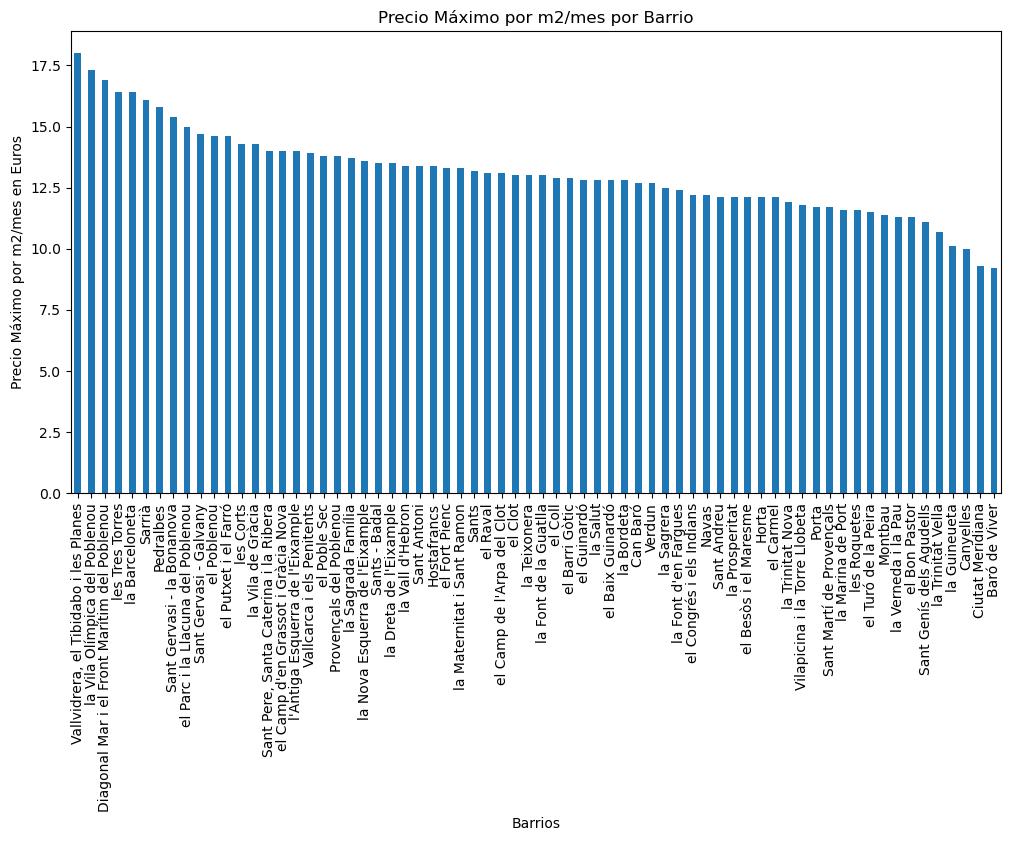 Precio Máximo por m2/mes por Barrio
Precio Máximo por m2/mes en Euros
17.5
15.0
12.5
10.0
7.5
5.0
2.5
0.0
Vallvidrera, el Tibidabo i les Planes
la Vila Olímpica del Poblenou
Diagonal Mar i el Front Marítim del Poblenou
les Tres Torres
la Barceloneta
Sarrià
Pedralbes
Sant Gervasi - la Bonanova
el Parc i la Llacuna del Poblenou
Sant Gervasi - Galvany
el Poblenou
el Putxet i el Farró
les Corts
la Vila de Gràcia
Sant Pere, Santa Caterina i la Ribera
el Camp d'en Grassot i Gràcia Nova
l'Antiga Esquerra de l'Eixample
Vallcarca i els Penitents
el Poble Sec
Provençals del Poblenou
la Sagrada Família
la Nova Esquerra de l'Eixample
Sants - Badal
la Dreta de l'Eixample
la Vall d'Hebron
Sant Antoni
Hostafrancs
el Fort Pienc
la Maternitat i Sant Ramon
Sants
el Raval
el Camp de l'Arpa del Clot
el Clot
la Teixonera
la Font de la Guatlla
el Coll
el Barri Gòtic
el Guinardó
la Salut
el Baix Guinardó
la Bordeta
Can Baró
Verdun
la Sagrera
la Font d'en Fargues
el Congrés i els Indians
Navas
Sant Andreu
la Prosperitat
el Besòs i el Maresme
Horta
el Carmel
la Trinitat Nova
Vilapicina i la Torre Llobeta
Porta
Sant Martí de Provençals
la Marina de Port
les Roquetes
el Turó de la Peira
Montbau
la Verneda i la Pau
el Bon Pastor
Sant Genís dels Agudells
la Trinitat Vella
la Guineueta
Canyelles
Ciutat Meridiana
Baró de Viver
Barrios